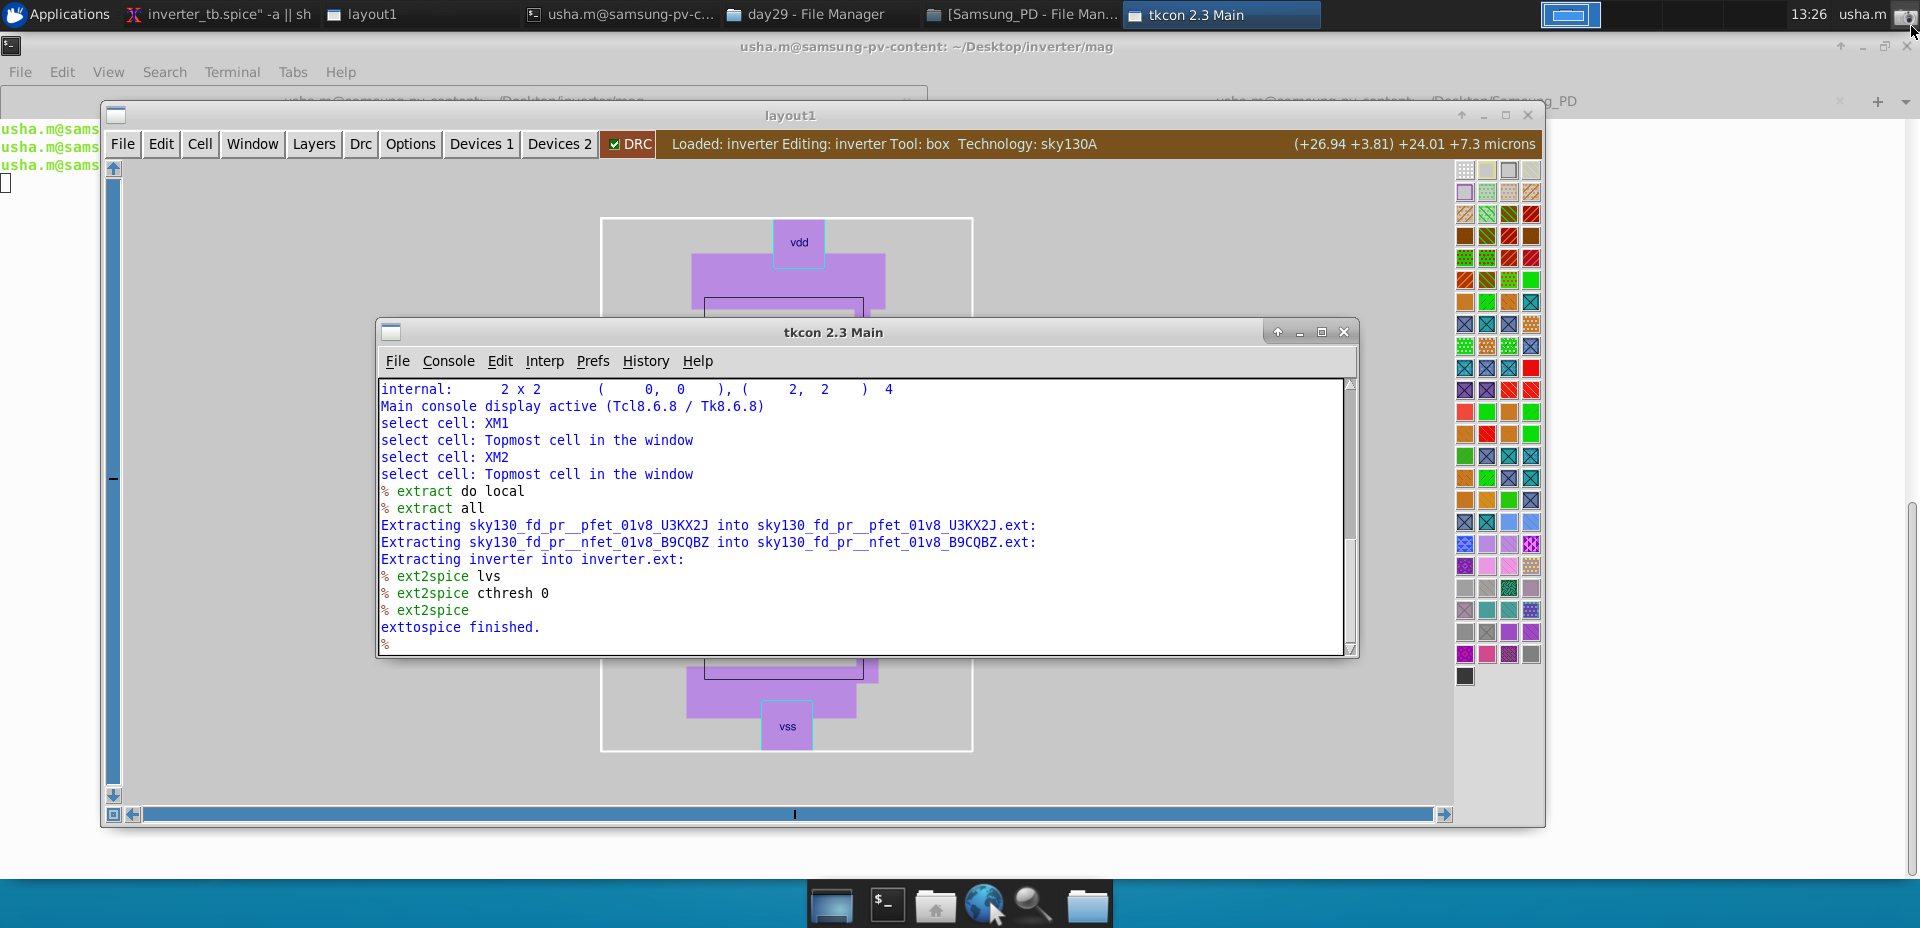 Applications
inverter_tb.spice" -a || sh
layout1
usha.m@samsung-pv-c...
day29 - File Manager
[Samsung_PD - File Man...
tkcon 2.3 Main
13:26
usha.m
usha.m@samsung-pv-content: ~/Desktop/inverter/mag
File Edit View Search Terminal Tabs Help
usha.m@sams
usha.m@sams
usha.m@sams
layout1
File Edit Cell Window Layers Drc Options Devices 1 Devices 2 DRC
Loaded: inverter Editing: inverter Tool: box Technology: sky130A
(+26.94 +3.81) +24.01 +7.3 microns
vdd
tkcon 2.3 Main
File Console Edit Interp Prefs History Help
internal: 2 x 2 ( 0, 0 ), ( 2, 2 ) 4
Main console display active (Tcl8.6.8 / Tk8.6.8)
select cell: XM1
select cell: Topmost cell in the window
select cell: XM2
select cell: Topmost cell in the window
% extract do local
% extract all
Extracting sky130_fd_pr__pfet_01v8_U3KX2J into sky130_fd_pr__pfet_01v8_U3KX2J.ext:
Extracting sky130_fd_pr__nfet_01v8_B9CQBZ into sky130_fd_pr__nfet_01v8_B9CQBZ.ext:
Extracting inverter into inverter.ext:
% ext2spice lvs
% ext2spice cthresh 0
% ext2spice
exttospice finished.
%
vss
$_